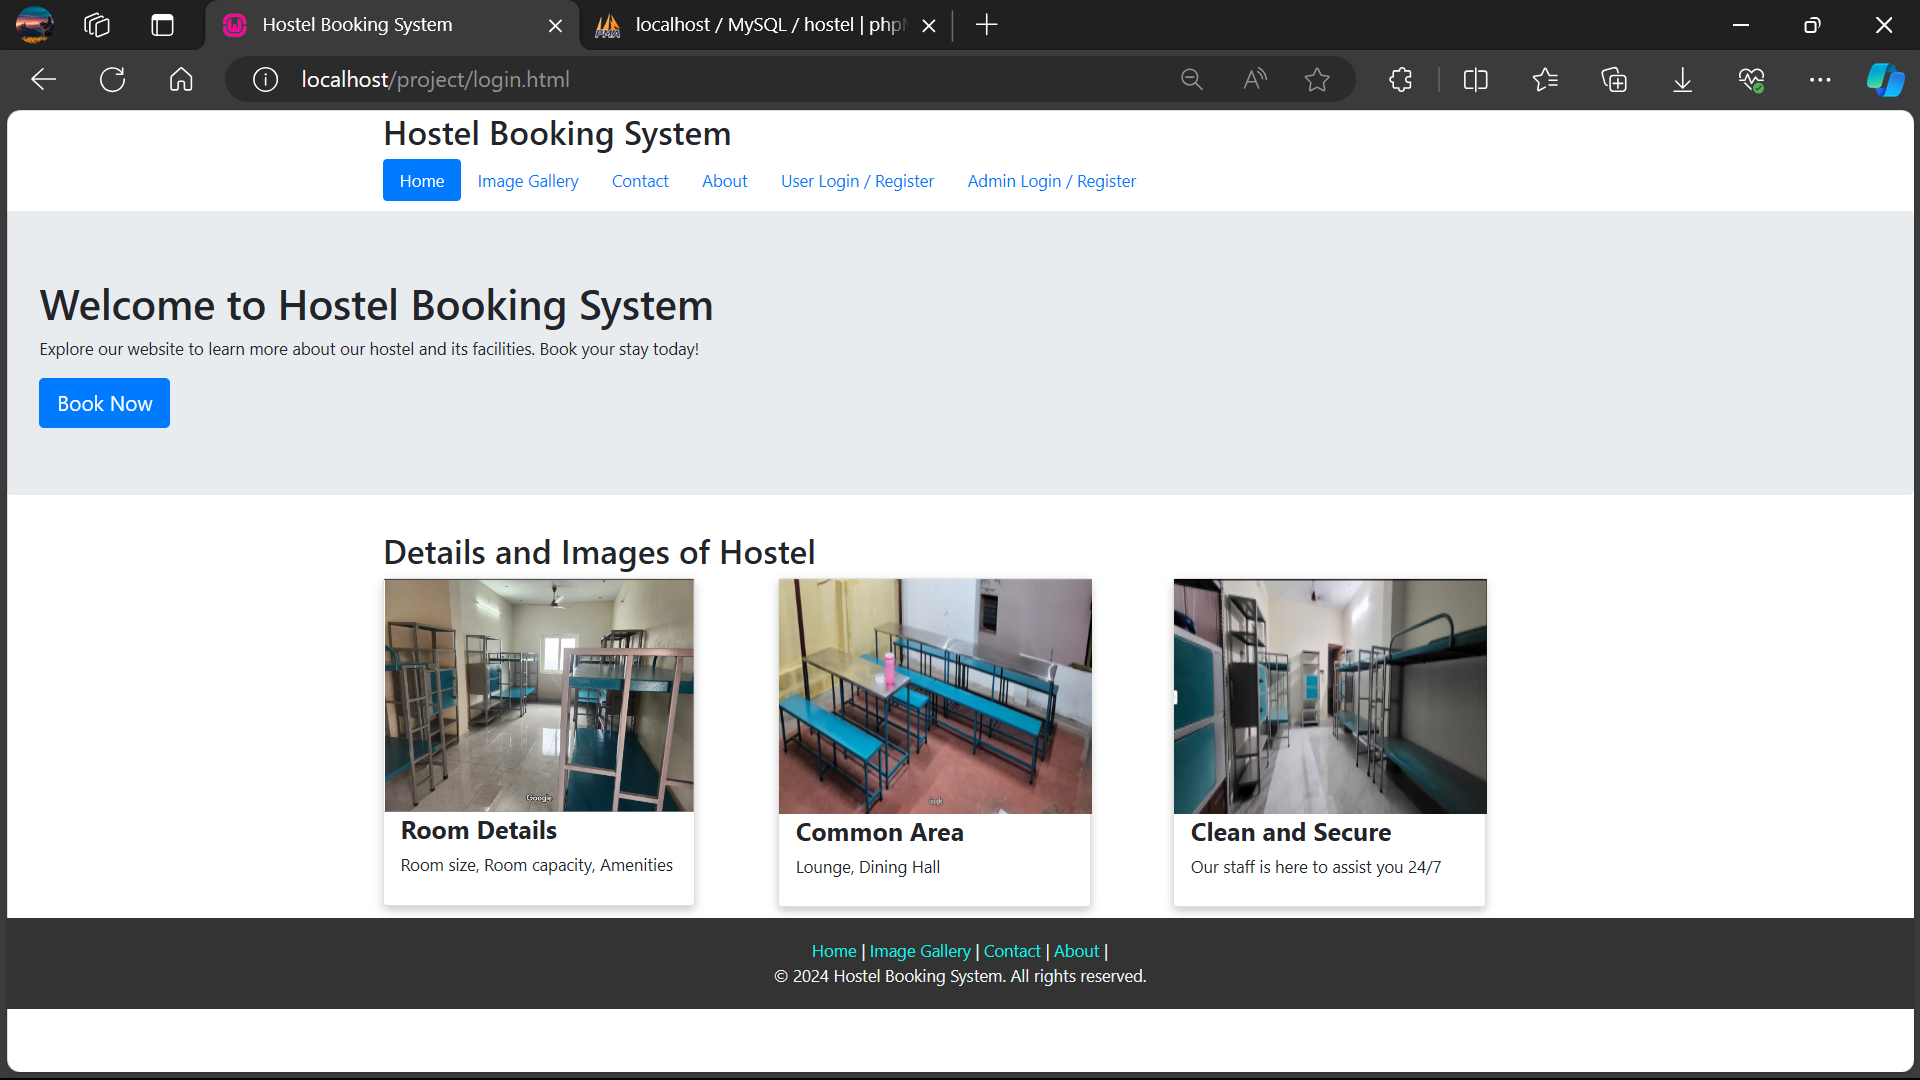 Hostel Booking System
localhost / MySQL / hostel | php
localhost/project/login.html
Hostel Booking System
Home Image Gallery Contact About User Login / Register Admin Login / Register
Welcome to Hostel Booking System
Explore our website to learn more about our hostel and its facilities. Book your stay today!
Book Now
Details and Images of Hostel
Google
Google
Room Details
Room size, Room capacity, Amenities
Common Area
Lounge, Dining Hall
Clean and Secure
Our staff is here to assist you 24/7
Home | Image Gallery | Contact | About |
© 2024 Hostel Booking System. All rights reserved.